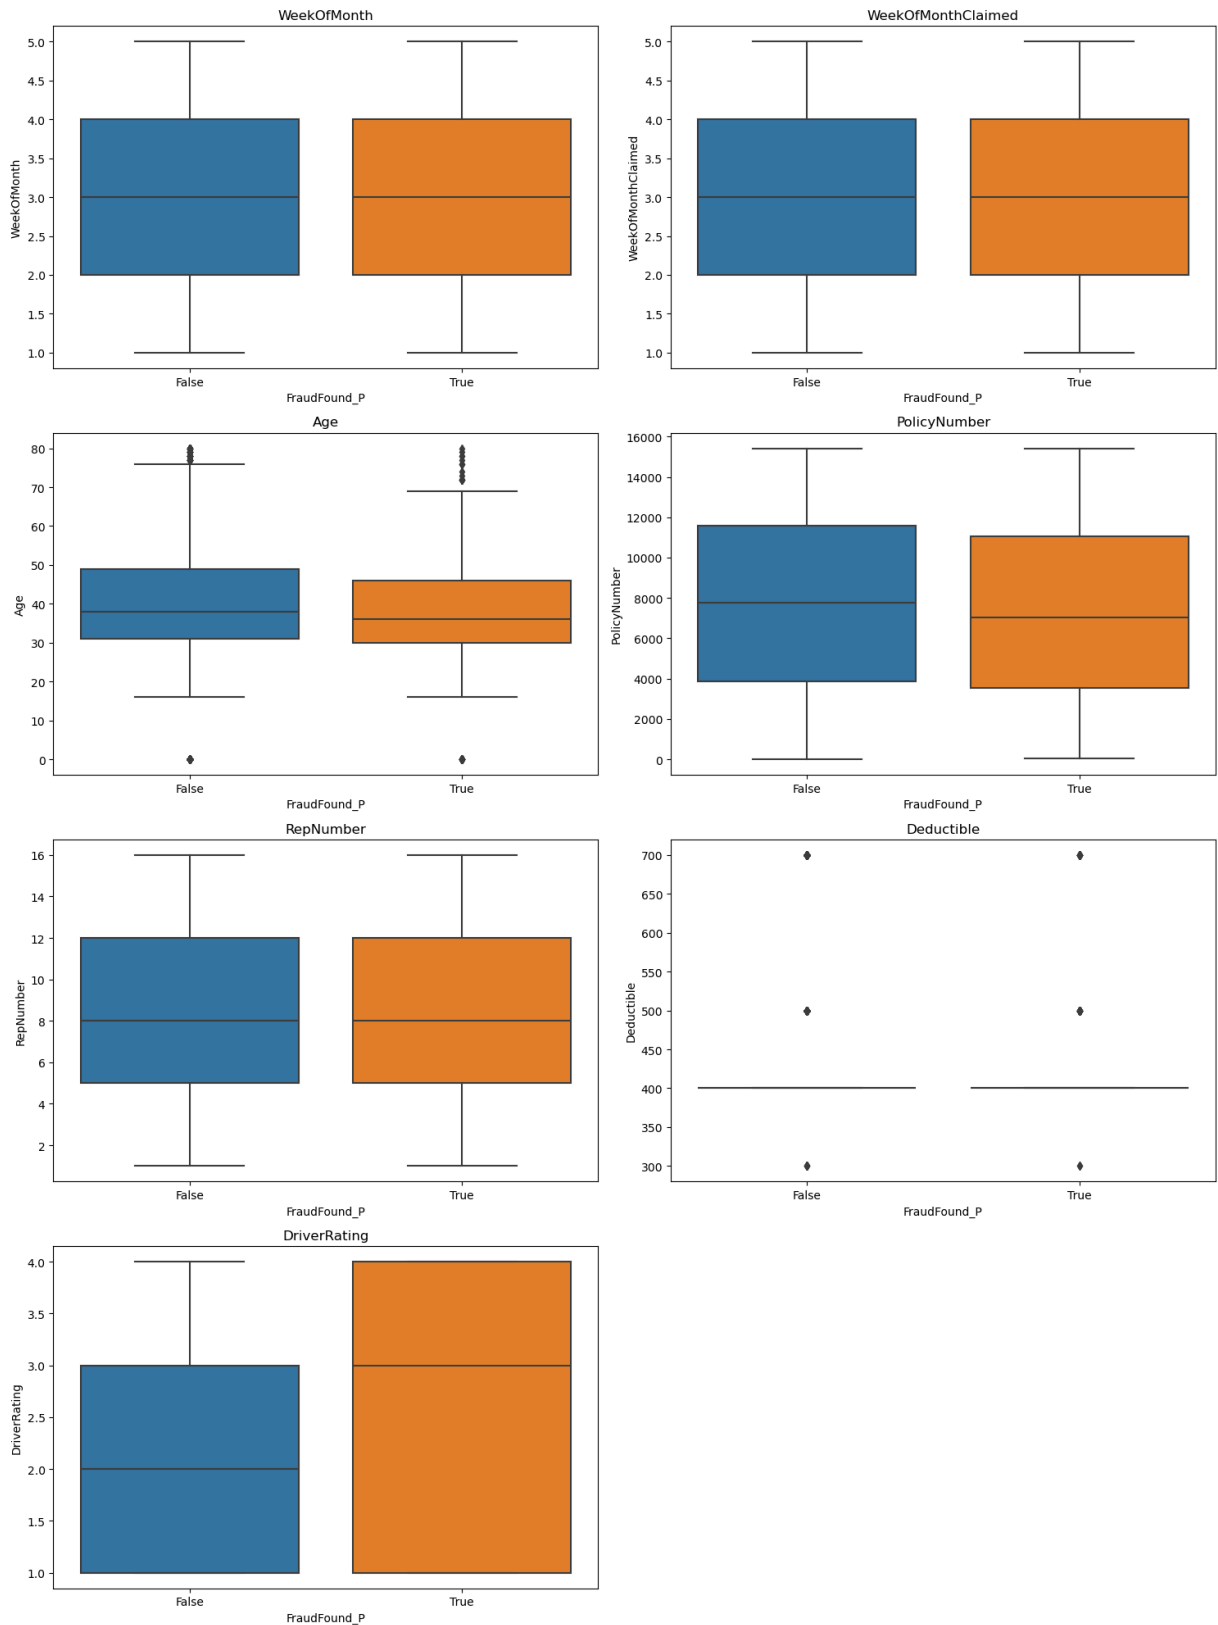 WeekOfMonth
WeekOfMonth
5.0
4.5
4.0
3.5
3.0
2.5
2.0
1.5
1.0
False True
FraudFound_P
WeekOfMonthClaimed
WeekOfMonthClaimed
5.0
4.5
4.0
3.5
3.0
2.5
2.0
1.5
1.0
False True
FraudFound_P
Age
Age
80
70
60
50
40
30
20
10
0
False True
FraudFound_P
PolicyNumber
PolicyNumber
16000
14000
12000
10000
8000
6000
4000
2000
0
False True
FraudFound_P
RepNumber
RepNumber
16
14
12
10
8
6
4
2
False True
FraudFound_P
Deductible
Deductible
700
650
600
550
500
450
400
350
300
False True
FraudFound_P
DriverRating
DriverRating
4.0
3.5
3.0
2.5
2.0
1.5
1.0
False True
FraudFound_P